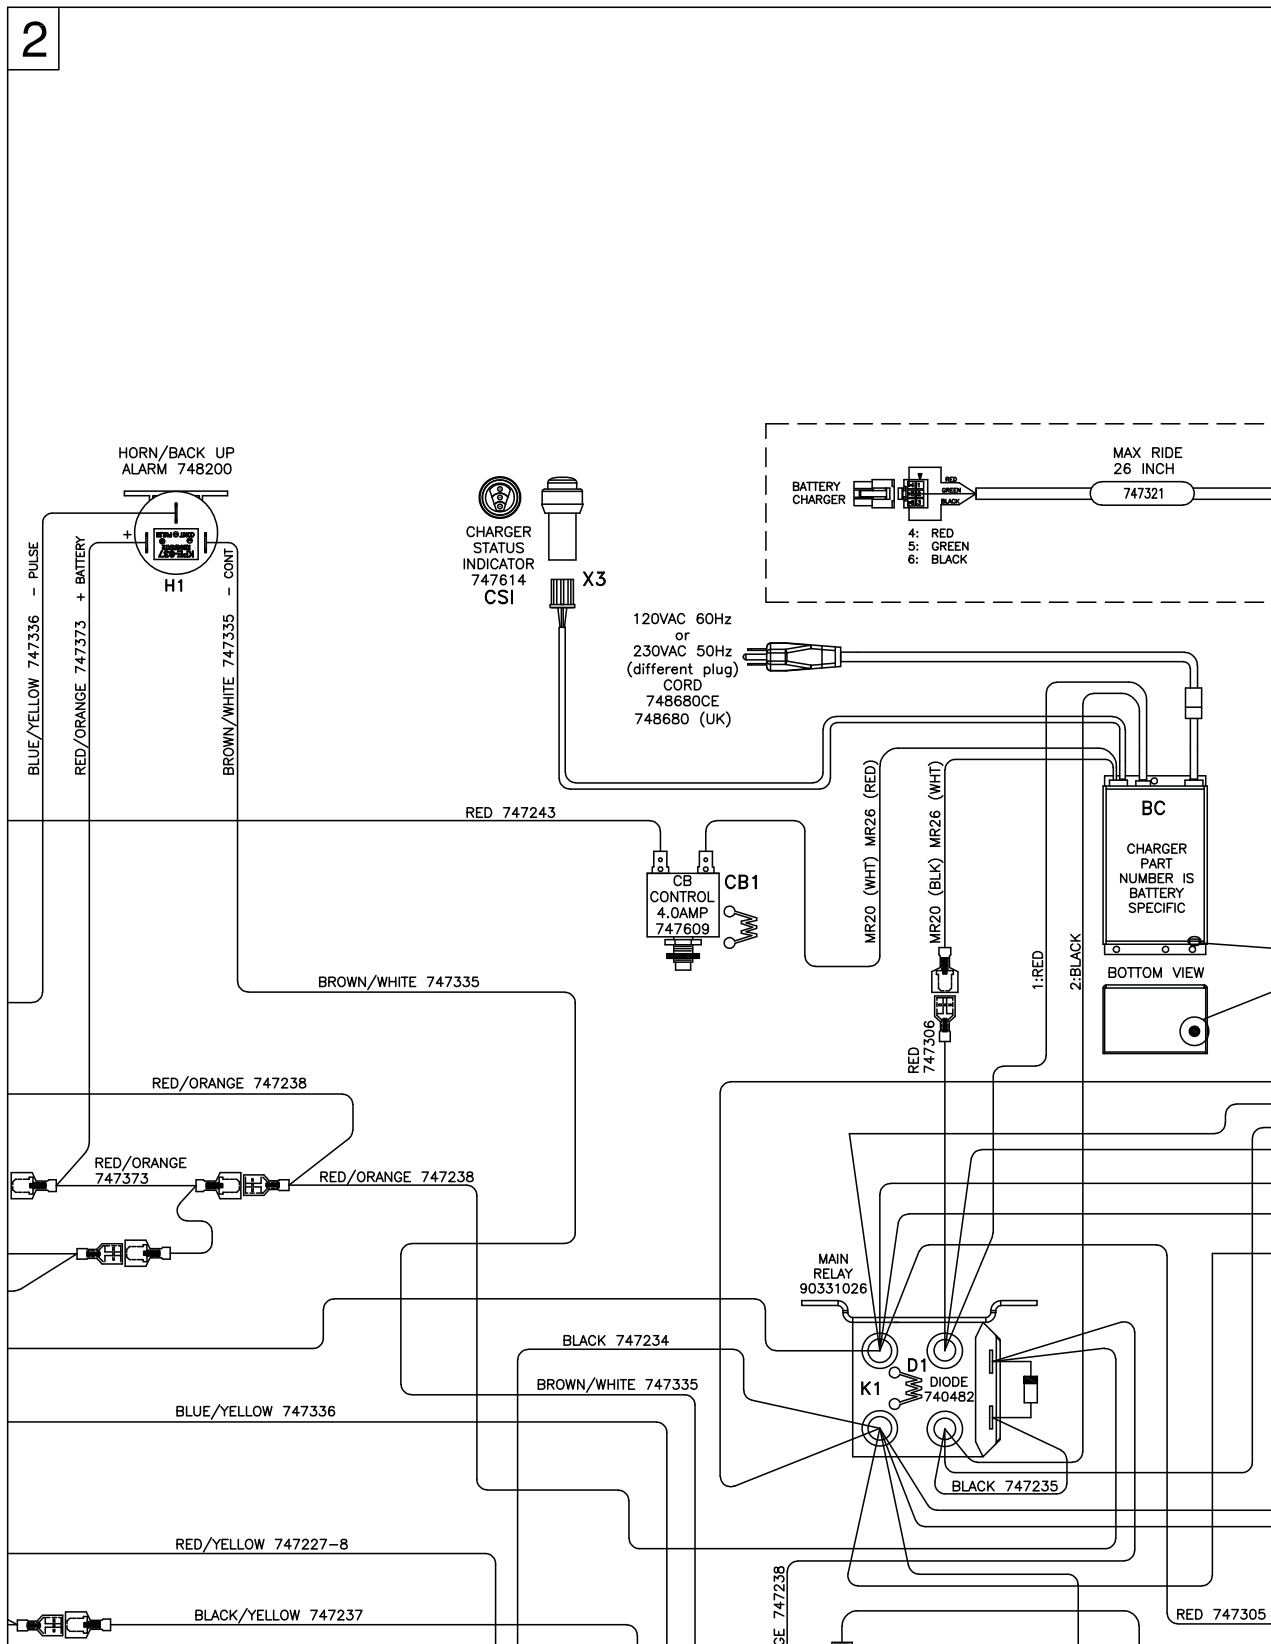 2
HORN/BACK UP
ALARM 748200
+
H1
BLUE/YELLOW 747336 - PULSE
RED/ORANGE 747373 + BATTERY
BROWN/WHITE 747335 - CONT
CHARGER
STATUS
INDICATOR
747614
CSI
X3
120VAC 60Hz
or
230VAC 50Hz
(different plug)
CORD
748680CE
748680 (UK)
BATTERY
CHARGER
RED
GREEN
BLACK
4: RED
5: GREEN
6: BLACK
MAX RIDE
26 INCH
747321
RED 747243
CB
CONTROL
4.0AMP
747609
CB1
MR20 (WHT) MR26 (RED)
MR20 (BLK) MR26 (WHT)
BC
CHARGER
PART
NUMBER IS
BATTERY
SPECIFIC
BOTTOM VIEW
1:RED
2:BLACK
RED
747306
BROWN/WHITE 747335
RED/ORANGE 747238
RED/ORANGE
747373
RED/ORANGE 747238
MAIN
RELAY
90331026
BLACK 747234
D1
K1
DIODE
740482
BROWN/WHITE 747335
BLUE/YELLOW 747336
BLACK 747235
RED/YELLOW 747227-8
BLACK/YELLOW 747237
GE 747238
RED 747305